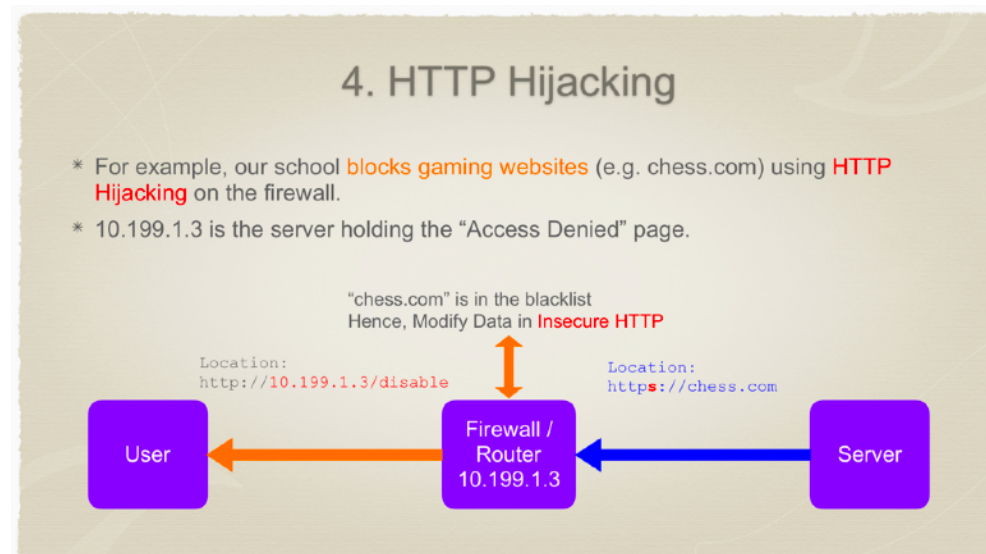 4. HTTP Hijacking
* For example, our school blocks gaming websites (e.g. chess.com) using HTTP
Hijacking on the firewall.
* 10.199.1.3 is the server holding the “Access Denied” page.
“chess.com” is in the blacklist
Hence, Modify Data in Insecure HTTP
Location:
http://10.199.1.3/disable
Location:
https://chess.com
User
Firewall /
Router
10.199.1.3
Server